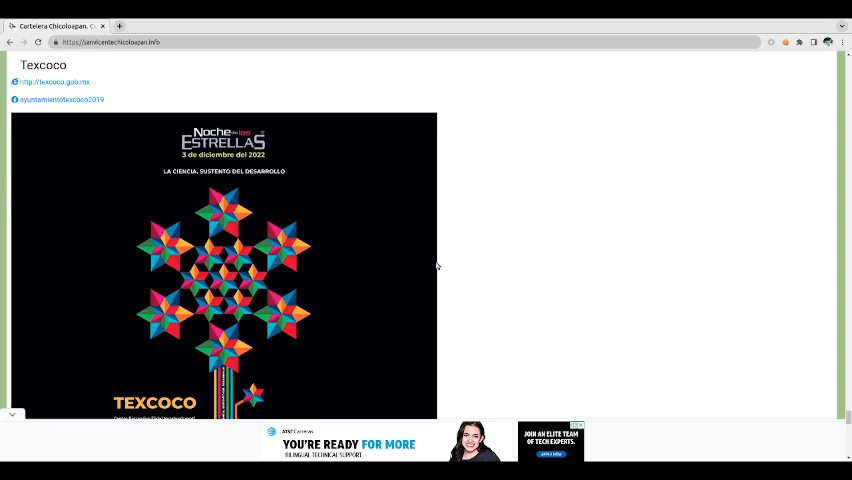 Cartelera Chicoloapan. C
https://sanvicentechicoloapan.info
Texcoco
http://texcoco.gob.mx
ayuntamientotexcoco2019
Noche de los
ESTRELLAS
3 de diciembre del 2022
LA CIENCIA, SUSTENTO DEL DESARROLLO
TEXCOCO
AT&T Carreras
YOU'RE READY FOR MORE
BILINGUAL TECHNICAL SUPPORT
JOIN AN ELITE TEAM
OF TECH EXPERTS.
APPLY NOW